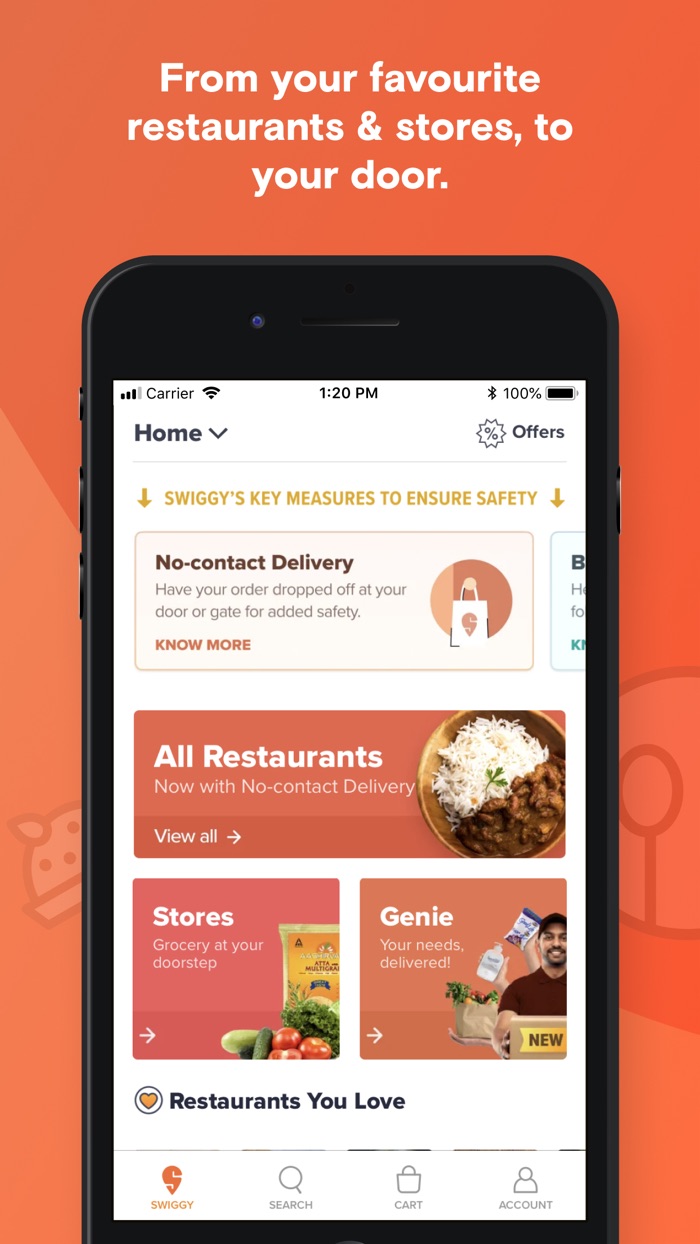 From your favourite
restaurants & stores, to
your door.
Carrier
1:20 PM
100%
Home
Offers
SWIGGY'S KEY MEASURES TO ENSURE SAFETY
No-contact Delivery
Have your order dropped off at your
door or gate for added safety.
KNOW MORE
B
He
fo
KN
All Restaurants
Now with No-contact Delivery
View all →
Stores
Grocery at your
doorstep
ATTA
MULTIGRAI
Genie
Your needs,
delivered!
NEW
Restaurants You Love
SWIGGY
SEARCH
CART
ACCOUNT